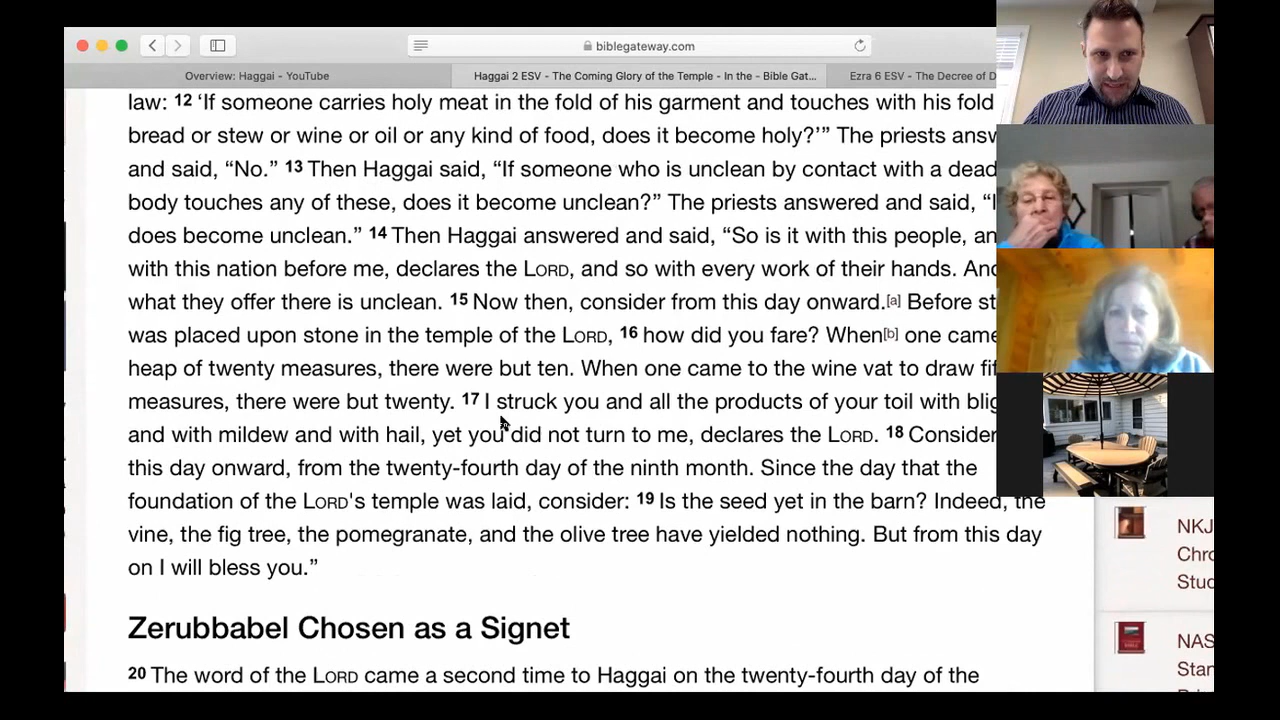 biblegateway.com
Overview: Haggai - YouTube
Haggai 2 ESV - The Coming Glory of the Temple - In the - Bible Gat...
Ezra 6 ESV - The Decree of D
law: 12 ‘If someone carries holy meat in the fold of his garment and touches with his fold
bread or stew or wine or oil or any kind of food, does it become holy?’” The priests answ
and said, “No.” 13 Then Haggai said, “If someone who is unclean by contact with a dead
body touches any of these, does it become unclean?” The priests answered and said, “I
does become unclean.” 14 Then Haggai answered and said, “So is it with this people, an
with this nation before me, declares the LORD, and so with every work of their hands. And
what they offer there is unclean. 15 Now then, consider from this day onward.[a] Before st
was placed upon stone in the temple of the LORD, 16 how did you fare? When[b] one came
heap of twenty measures, there were but ten. When one came to the wine vat to draw fif
measures, there were but twenty. 17 I struck you and all the products of your toil with blig
and with mildew and with hail, yet you did not turn to me, declares the LORD. 18 Consider
this day onward, from the twenty-fourth day of the ninth month. Since the day that the
foundation of the LORD's temple was laid, consider: 19 Is the seed yet in the barn? Indeed, the
vine, the fig tree, the pomegranate, and the olive tree have yielded nothing. But from this day
on I will bless you.”
Zerubbabel Chosen as a Signet
20 The word of the LORD came a second time to Haggai on the twenty-fourth day of the
NKJ
Chro
Stuc
NAS
Stan